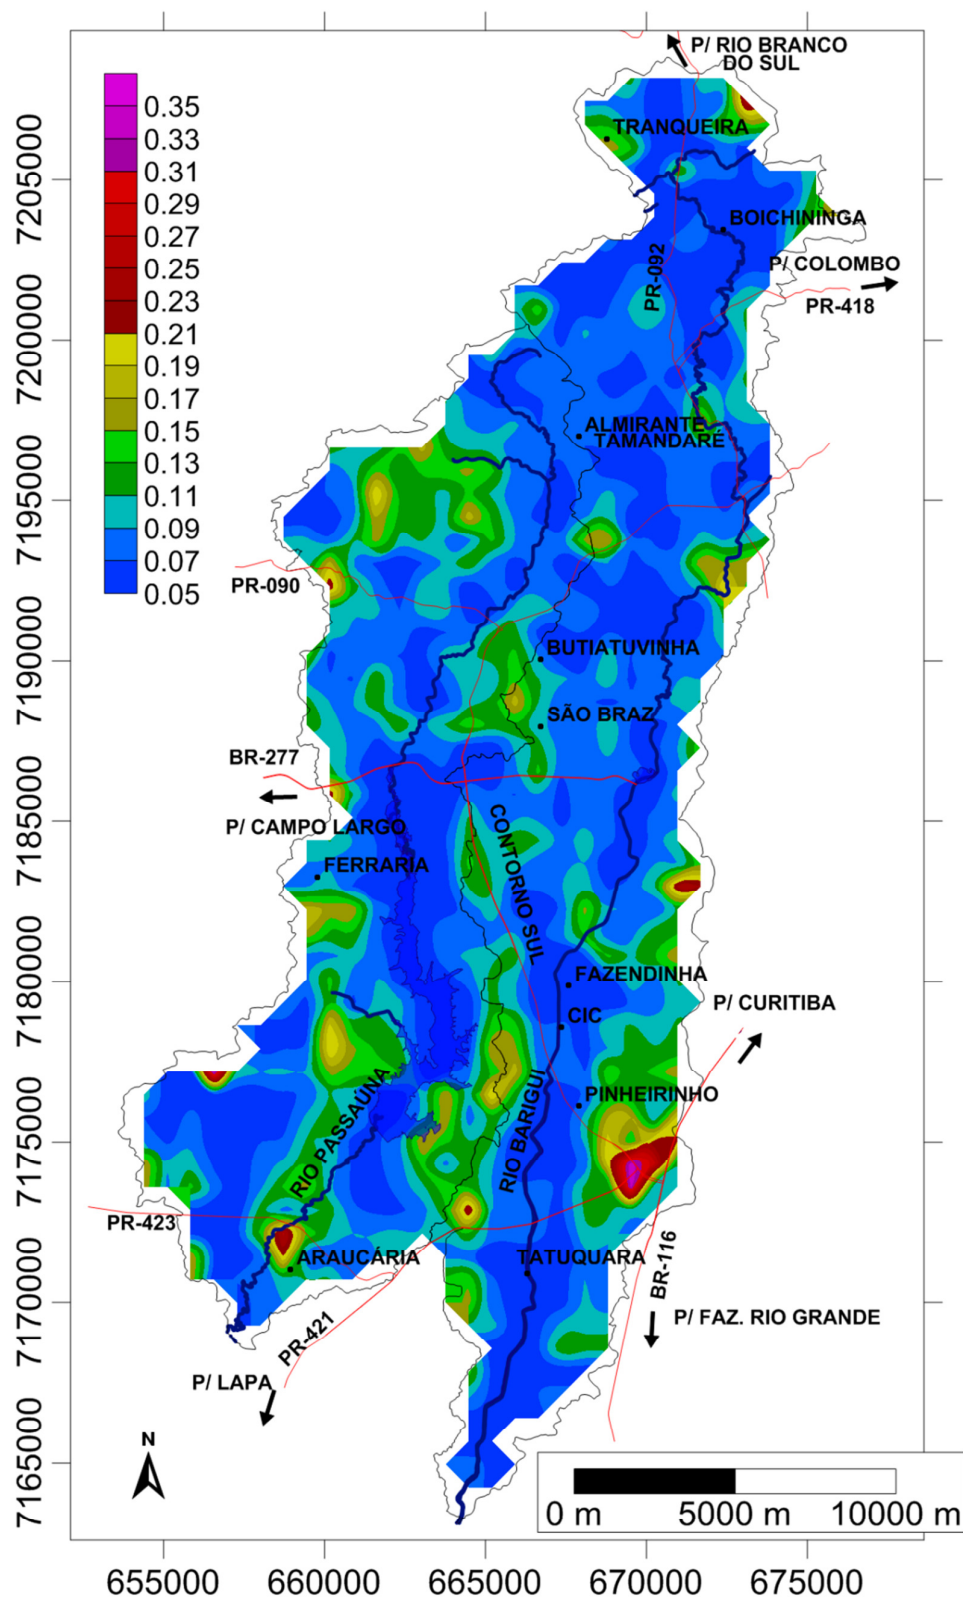 P/ RIO BRANCO
DO SUL
0.35
0.33
0.31
0.29
0.27
0.25
0.23
0.21
0.19
0.17
0.15
0.13
0.11
0.09
0.07
0.05
TRANQUEIRA
BOICHININGA
PR-092
P/ COLOMBO
PR-418
ALMIRANTE
TAMANDARÉ
PR-090
BUTIATUVINHA
SÃO BRAZ
BR-277
P/ CAMPO LARGO
CONTORNO SUL
FERRARIA
FAZENDINHA
CIC
P/ CURITIBA
PINHEIRINHO
RIO PASSAÚNA
RIO BARIGUI
PR-423
ARAUCÁRIA
TATUQUARA
BR-116
PR-421
P/ FAZ. RIO GRANDE
P/ LAPA
N
0 m
5000 m
10000 m
7205000
7200000
7195000
7190000
7185000
7180000
7175000
7170000
7165000
655000
660000
665000
670000
675000